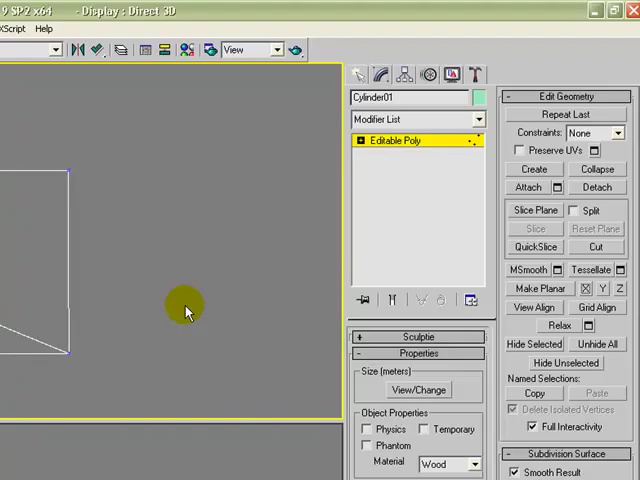 9 SP2 x64 - Display : Direct 3D
XScript Help
View
Cylinder01
Modifier List
Editable Poly
Sculptie
Properties
Size (meters)
View/Change
Object Properties
Physics Temporary
Phantom
Material Wood
Edit Geometry
Repeat Last
Constraints: None
Preserve UVs
Create Collapse
Attach Detach
Slice Plane Split
Slice Reset Plane
QuickSlice Cut
MSmooth Tessellate
Make Planar X Y Z
View Align Grid Align
Relax
Hide Selected Unhide All
Hide Unselected
Named Selections:
Copy Paste
Delete Isolated Vertices
Full Interactivity
Subdivision Surface
Smooth Result